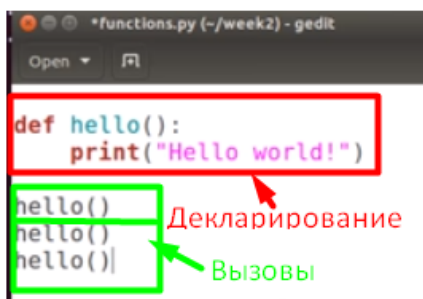 *functions.py (~/week2) - gedit
Open
def hello():
print("Hello world!")
hello()
Декларирование
hello()
hello()
Вызовы